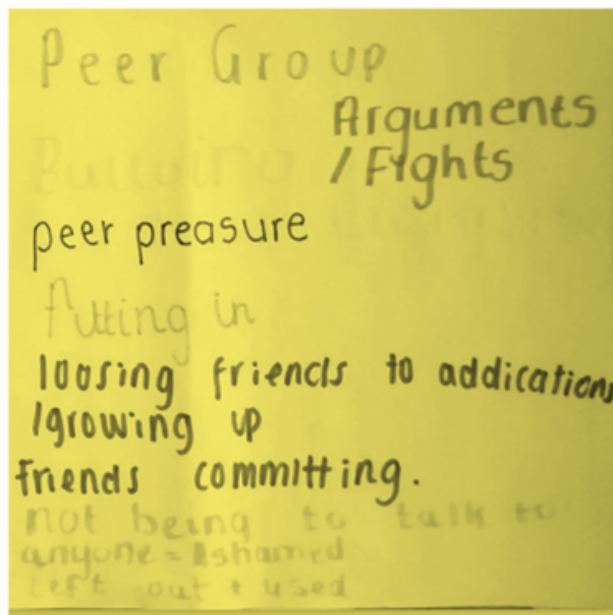 Peer Group
Arguments
/Fights
Bullying
peer preasure
fitting in
loosing friends to addications
/growing up
friends committing.
not being to talk to
anyone = ashamed
left out + used